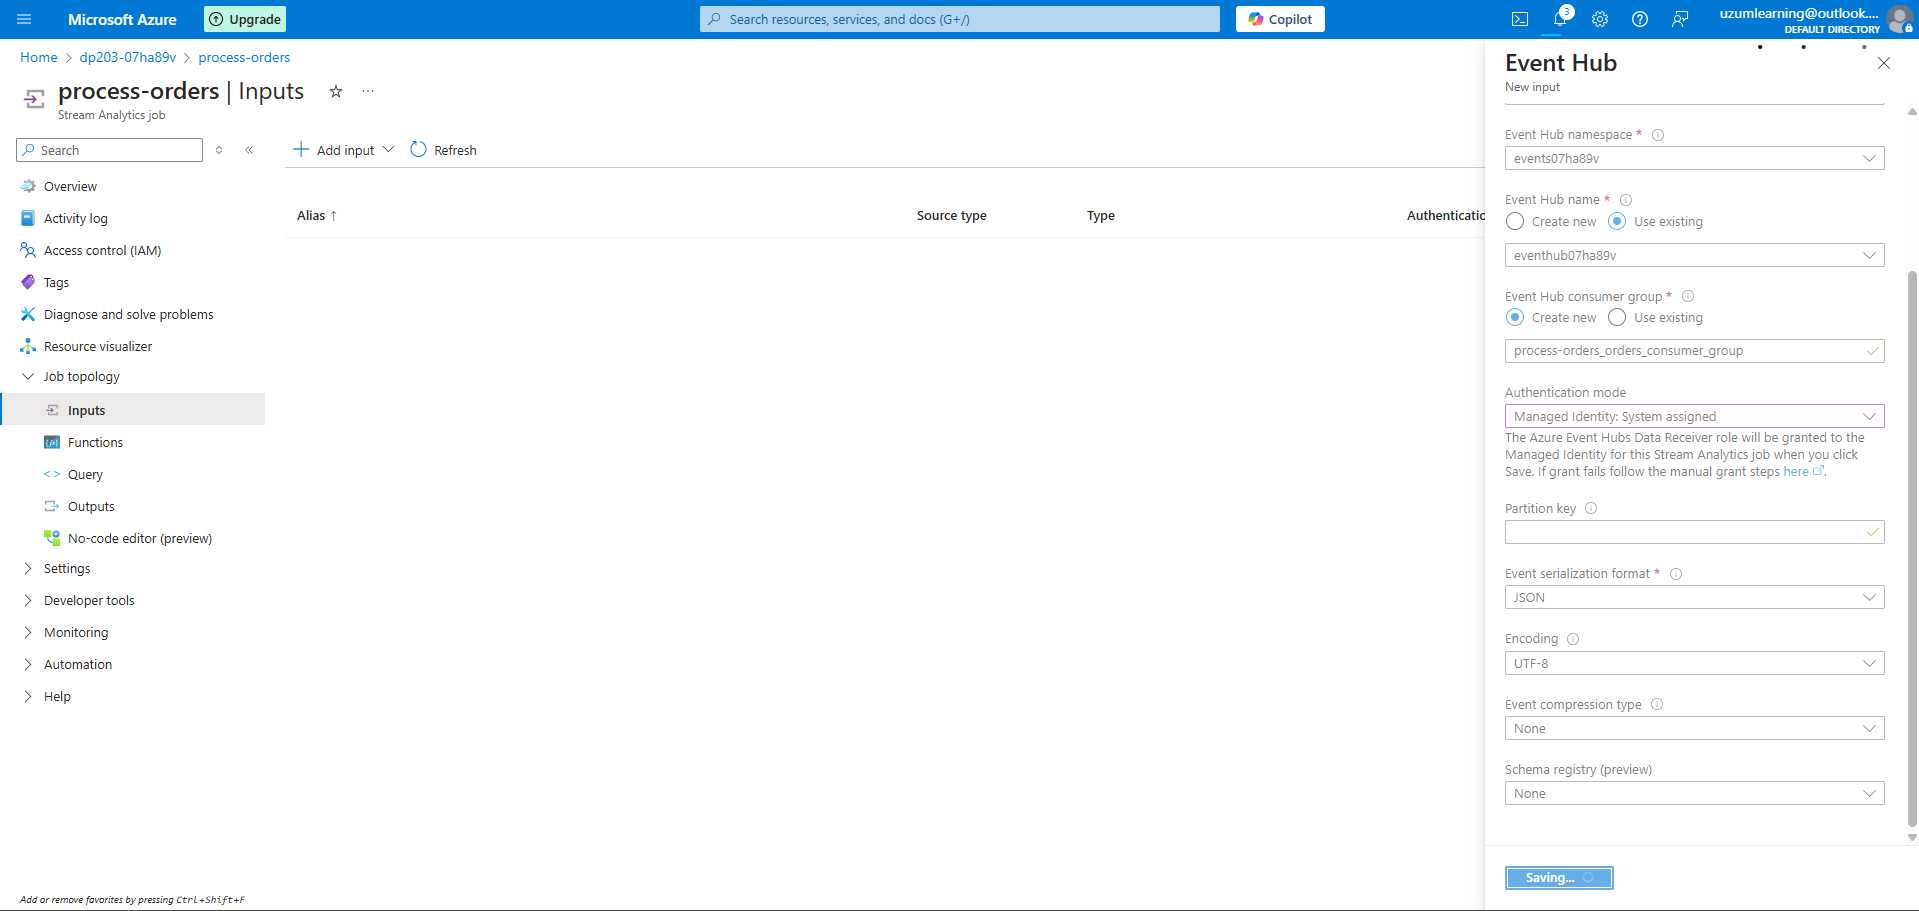 Microsoft Azure
Upgrade
Search resources, services, and docs (G+/)
Copilot
3
uzumlearning@outlook....
DEFAULT DIRECTORY
Home > dp203-07ha89v > process-orders
process-orders | Inputs
...
Stream Analytics job
Search
Add input
Refresh
Overview
Activity log
Access control (IAM)
Tags
Diagnose and solve problems
Resource visualizer
Job topology
Inputs
Functions
Query
Outputs
No-code editor (preview)
Settings
Developer tools
Monitoring
Automation
Help
Add or remove favorites by pressing Ctrl+Shift+F
Alias ↑
Source type
Type
Authenticatio
Event Hub
New input
Event Hub namespace *
events07ha89v
Event Hub name *
Create new
Use existing
eventhub07ha89v
Event Hub consumer group *
Create new
Use existing
process-orders_orders_consumer_group
Authentication mode
Managed Identity: System assigned
The Azure Event Hubs Data Receiver role will be granted to the
Managed Identity for this Stream Analytics job when you click
Save. If grant fails follow the manual grant steps here.
Partition key
Event serialization format *
JSON
Encoding
UTF-8
Event compression type
None
Schema registry (preview)
None
Saving...